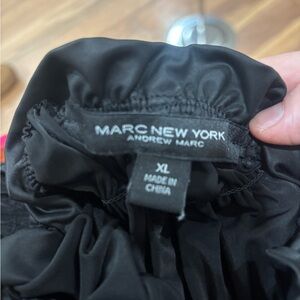 MARC NEW YORK
ANDREW MARC
XL
MADE IN
CHINA